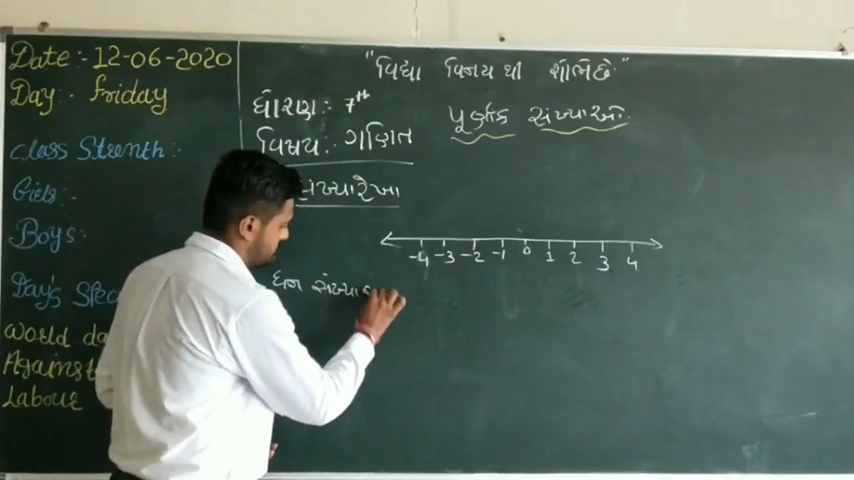 Date :- 12-06-2020
Day :- friday
class Strenth :
Girls :-
Boys :
Day's Spec
world da
Against
Labour
"વિદ્યા વિનય થી શોભે છે."
ધોરણ :- 7th
વિષય :- ગણિત
પૂર્ણાંક સંખ્યાઓ.
સંખ્યારેખા
-4 -3 -2 -1 0 1 2 3 4
ધન સંખ્યા